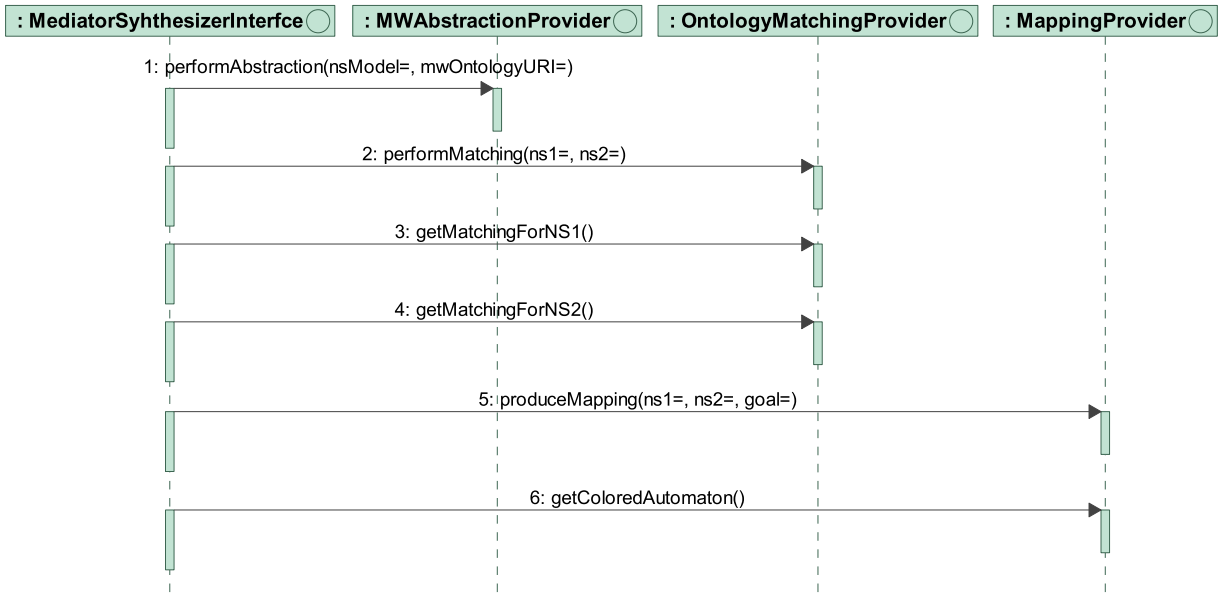 : MediatorSyhthesizerInterfce
: MWAbstractionProvider
: OntologyMatchingProvider
: MappingProvider
1: performAbstraction(nsModel=, mwOntologyURI=)
2: performMatching(ns1=, ns2=)
3: getMatchingForNS1()
4: getMatchingForNS2()
5: produceMapping(ns1=, ns2=, goal=)
6: getColoredAutomaton()